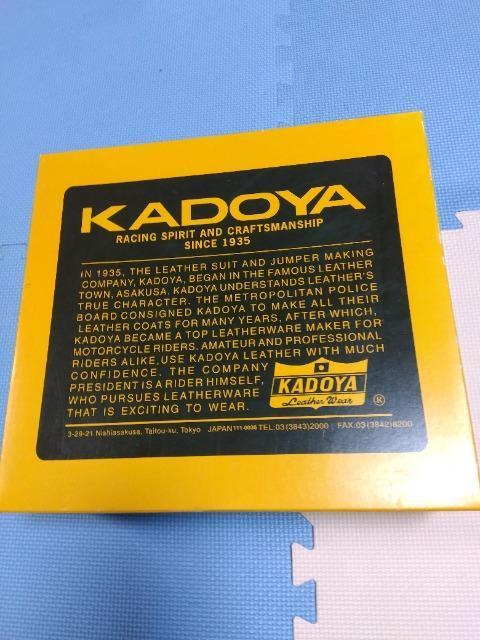 KADOYA
RACING SPIRIT AND CRAFTSMANSHIP
SINCE 1935
IN 1935, THE LEATHER SUIT AND JUMPER MAKING
COMPANY, KADOYA, BEGAN IN THE FAMOUS LEATHER
TOWN, ASAKUSA. KADOYA UNDERSTANDS LEATHER'S
TRUE CHARACTER. THE METROPOLITAN POLICE
BOARD CONSIGNED KADOYA TO MAKE ALL THEIR
LEATHER COATS FOR MANY YEARS, AFTER WHICH,
KADOYA BECAME A TOP LEATHERWARE MAKER FOR
MOTORCYCLE RIDERS. AMATEUR AND PROFESSIONAL
RIDERS ALIKE, USE KADOYA LEATHER WITH MUCH
CONFIDENCE. THE COMPANY
PRESIDENT IS A RIDER HIMSELF,
WHO PURSUES LEATHERWARE
THAT IS EXCITING TO WEAR.
KADOYA
Leather Wear
®
3-29-21 Nishiasakusa, Taitou-ku, Tokyo JAPAN 111-0035 TEL:03(3843)2000 FAX:03(3842)8200